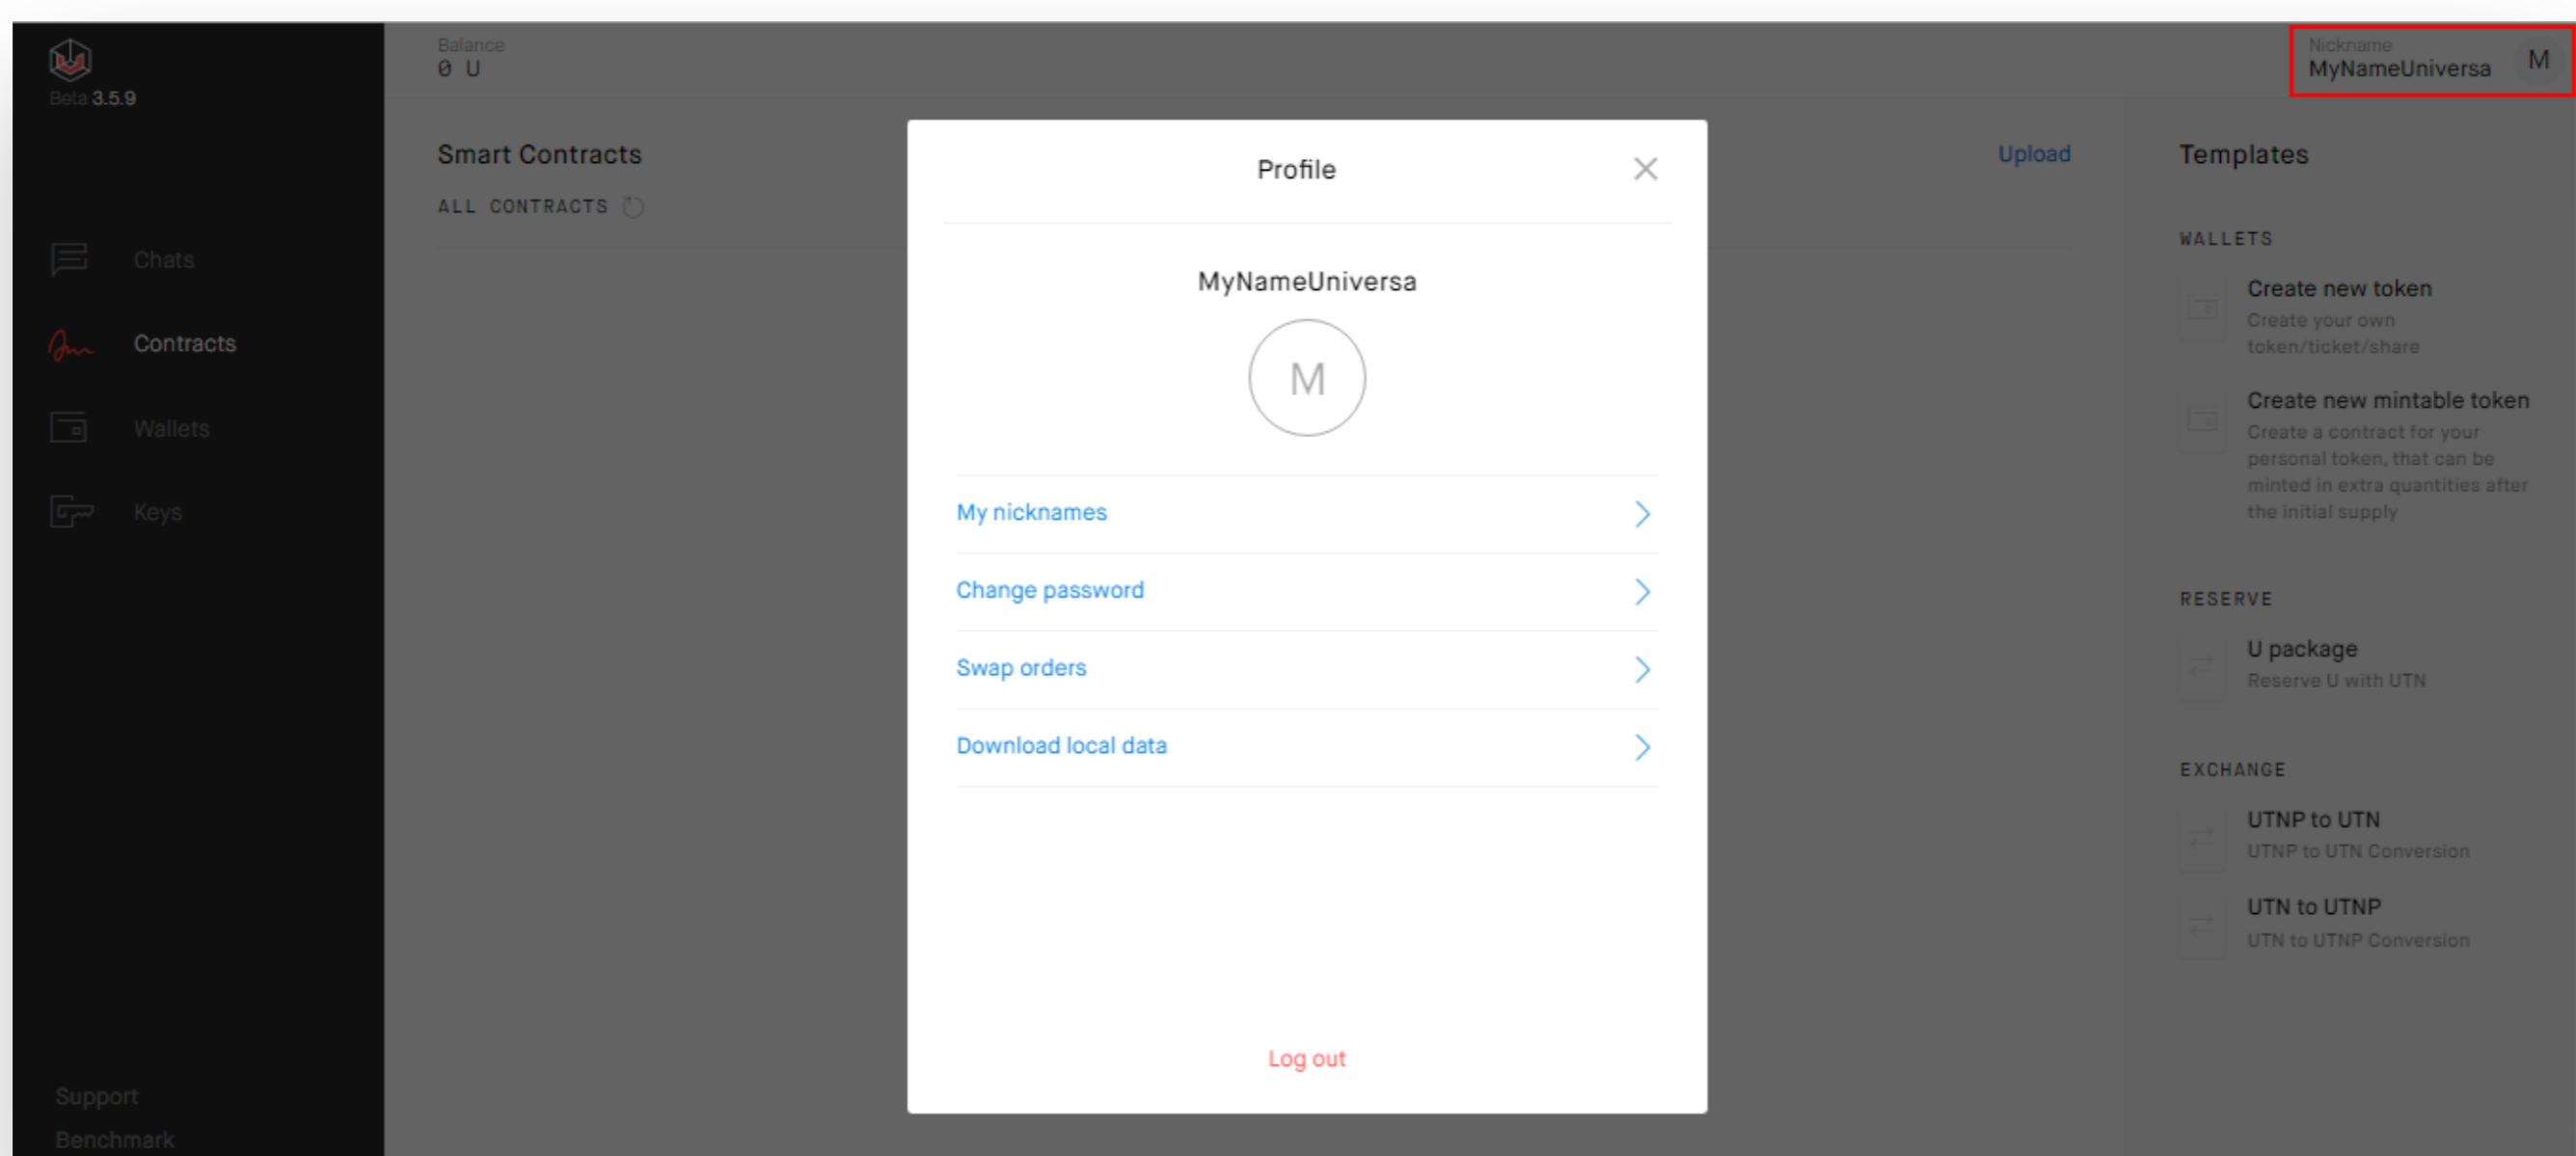 Beta 3.5.9
Chats
Contracts
Wallets
Keys
Support
Benchmark
Balance
0 U
Nickname
MyNameUniversa
M
Smart Contracts
Upload
ALL CONTRACTS
Profile
MyNameUniversa
M
My nicknames
Change password
Swap orders
Download local data
Log out
Templates
WALLETS
Create new token
Create your own
token/ticket/share
Create new mintable token
Create a contract for your
personal token, that can be
minted in extra quantities after
the initial supply
RESERVE
U package
Reserve U with UTN
EXCHANGE
UTNP to UTN
UTNP to UTN Conversion
UTN to UTNP
UTN to UTNP Conversion